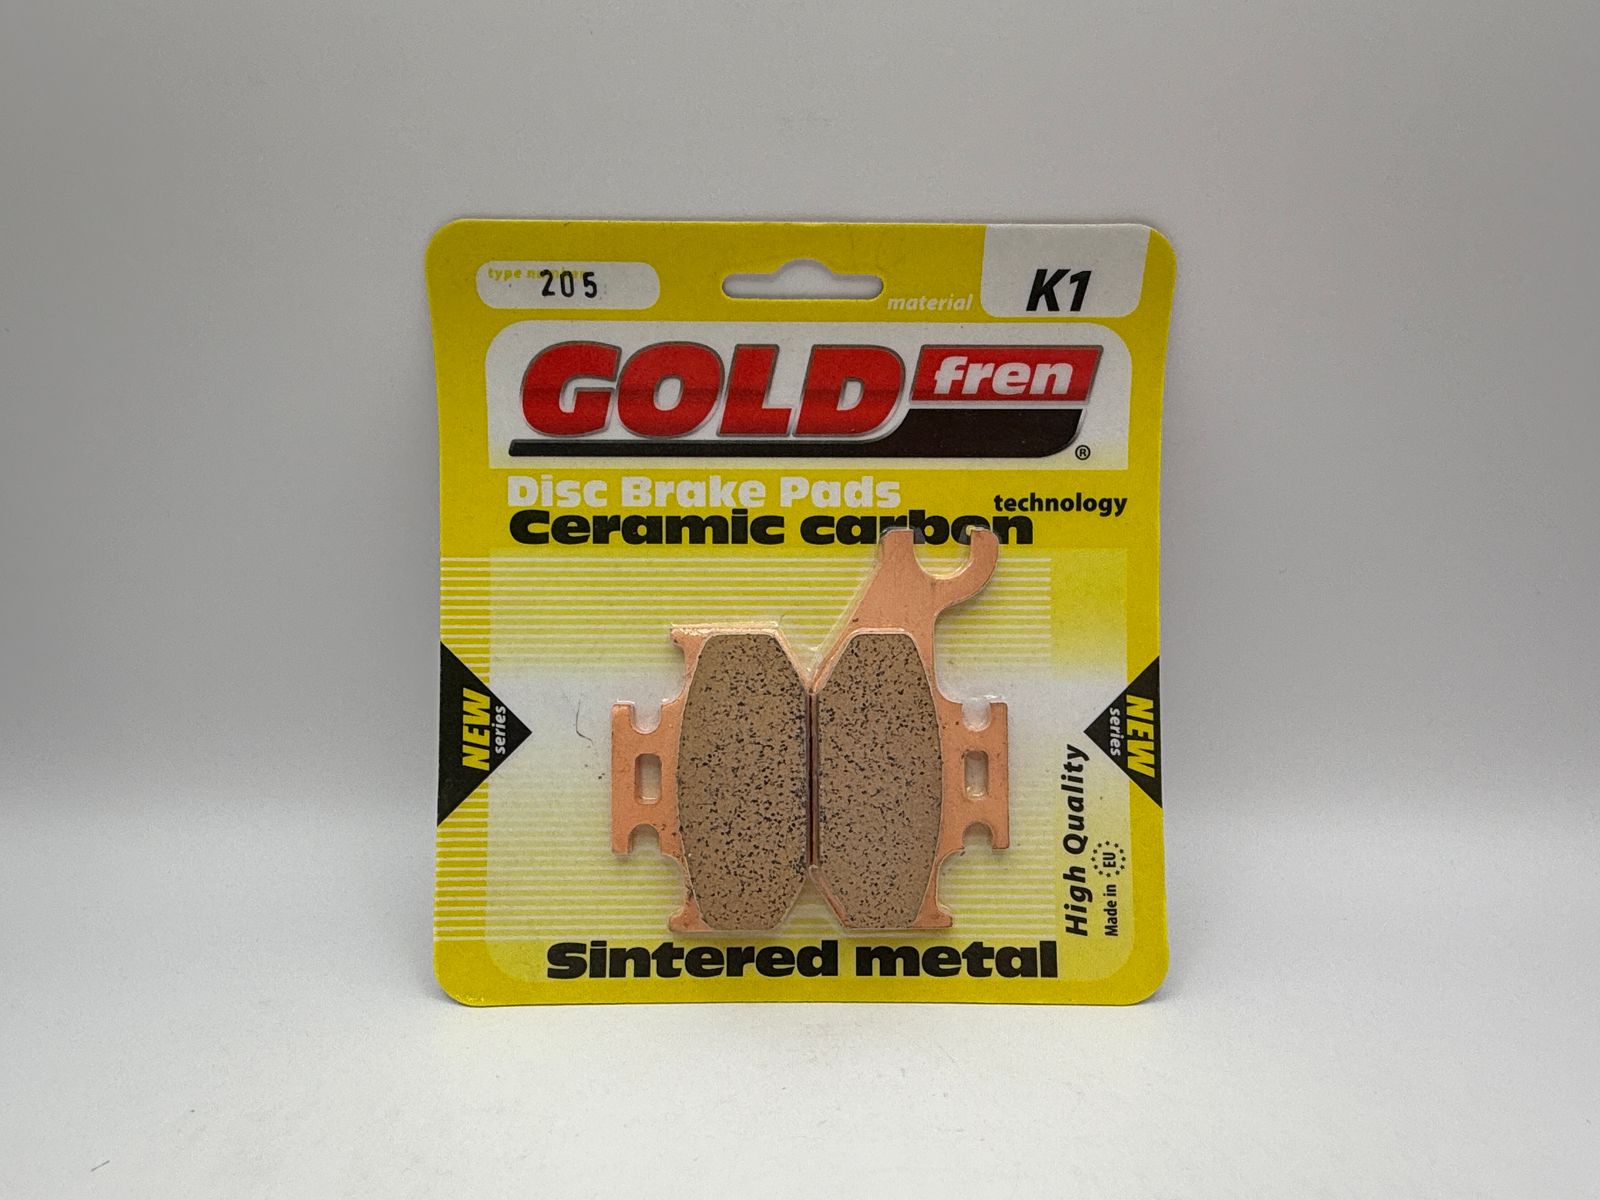 type number
205
material
K1
GOLD fren
®
Disc Brake Pads
technology
Ceramic carbon
NEW
series
NEW
series
High Quality
Made in EU
Sintered metal